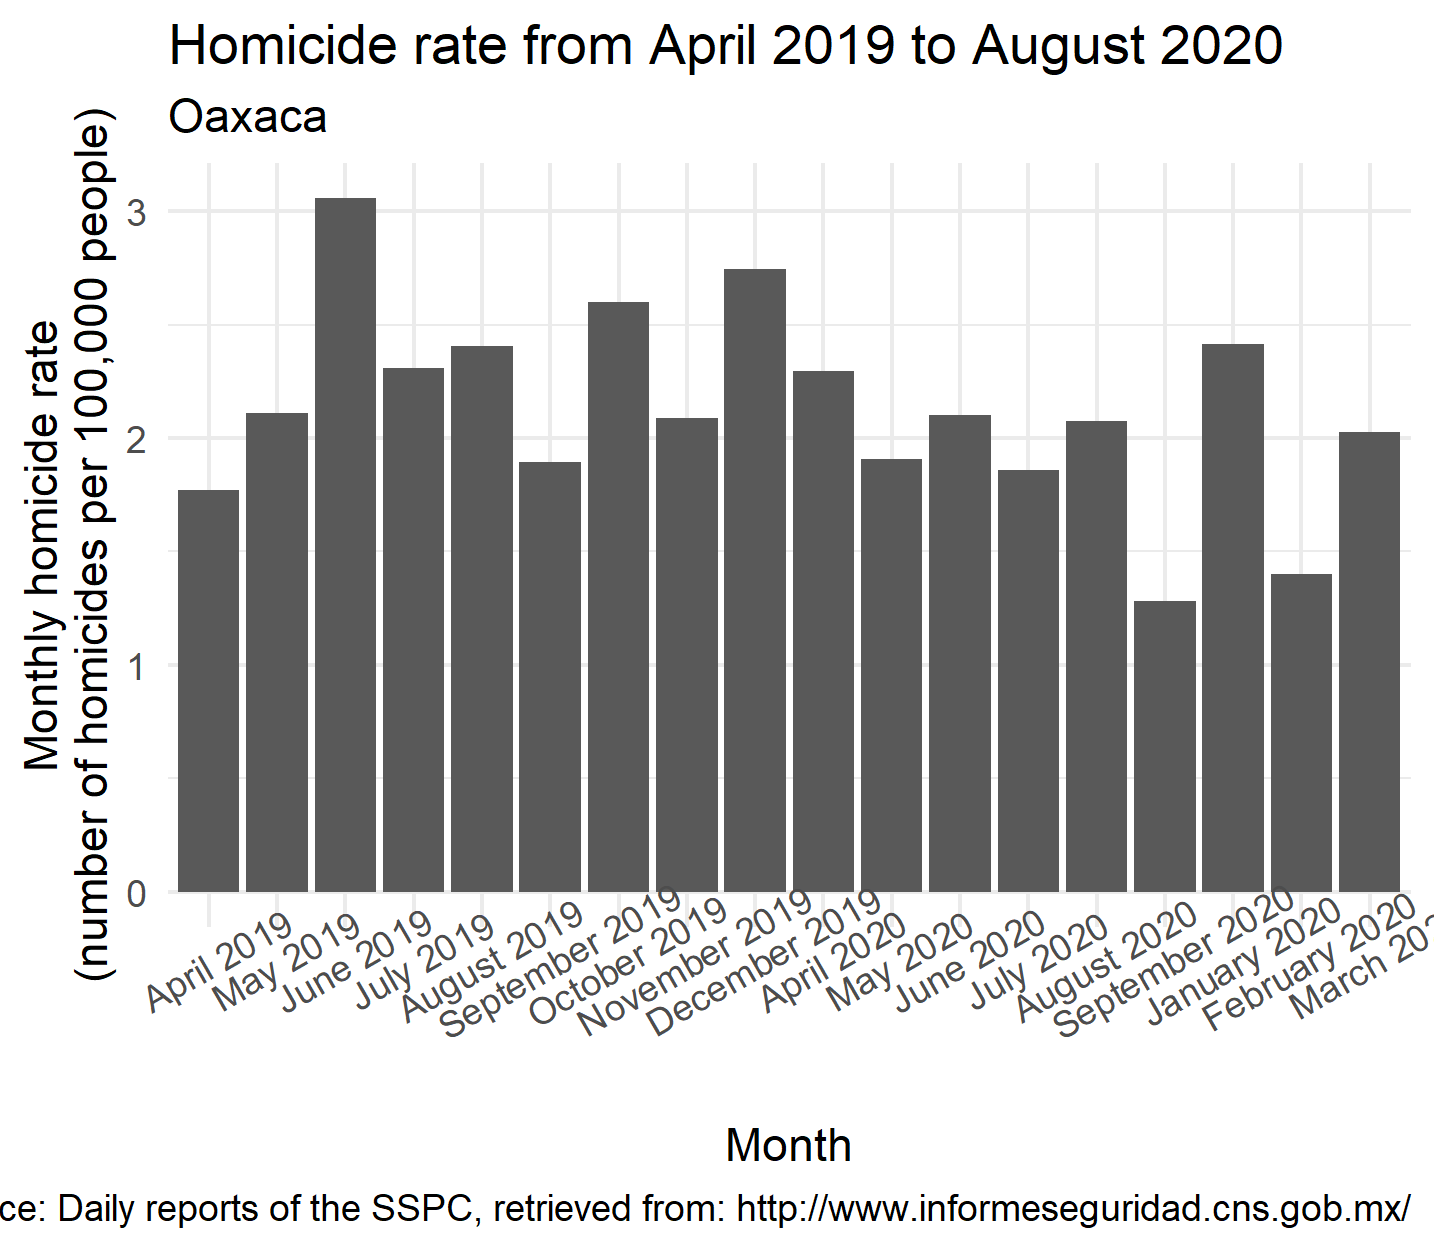 Homicide rate from April 2019 to August 2020
Oaxaca
Monthly homicide rate
(number of homicides per 100,000 people)
3
2
1
0
April 2019
May 2019
June 2019
July 2019
August 2019
September 2019
October 2019
November 2019
December 2019
April 2020
May 2020
June 2020
July 2020
August 2020
September 2020
January 2020
February 2020
March 202
Month
ce: Daily reports of the SSPC, retrieved from: http://www.informeseguridad.cns.gob.mx/